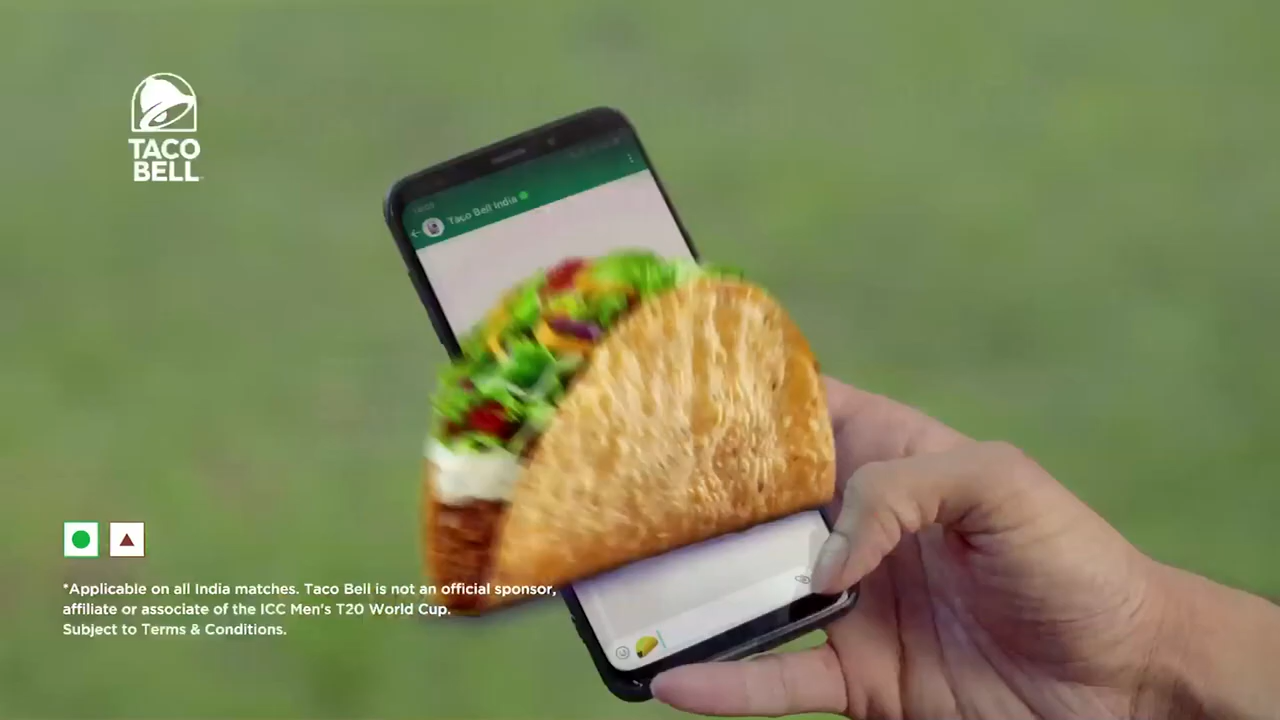 TACO
BELL
Taco Bell India
*Applicable on all India matches. Taco Bell is not an official sponsor,
affiliate or associate of the ICC Men's T20 World Cup.
Subject to Terms & Conditions.